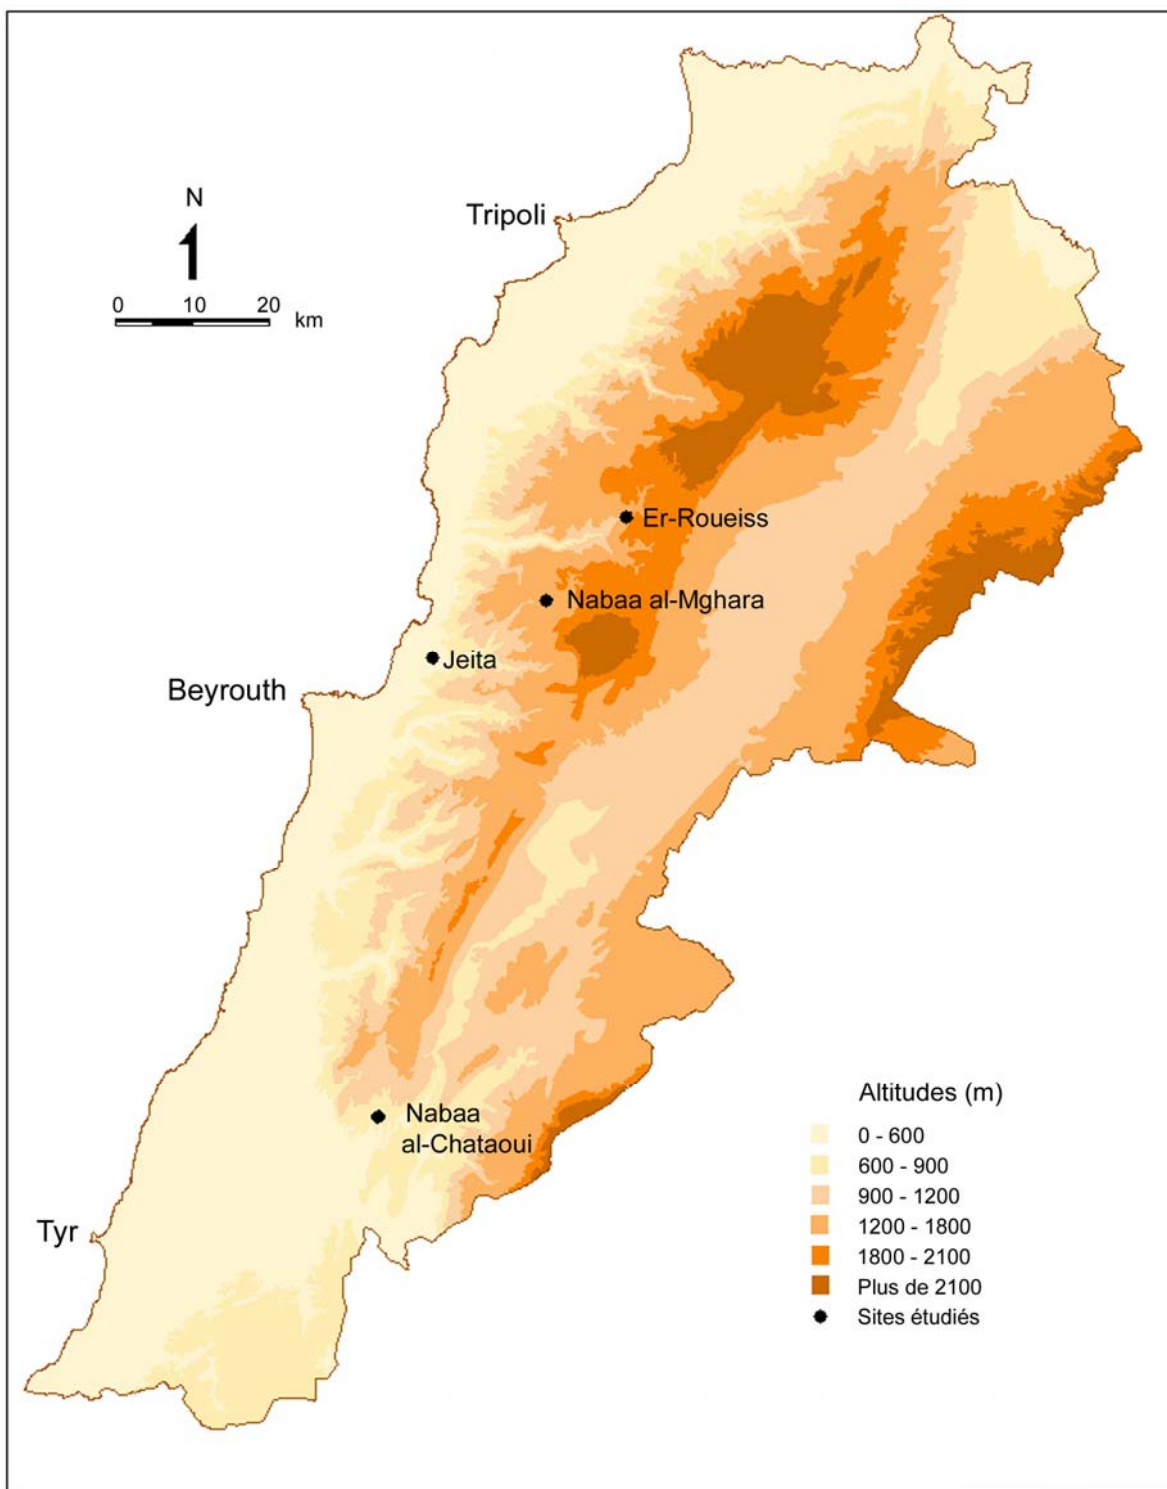 N
Tripoli
0 10 20
km
Er-Roueiss
Nabaa al-Mghara
Jeita
Beyrouth
Altitudes (m)
Nabaa
al-Chataoui
0 - 600
600 - 900
900 - 1200
1200 - 1800
Tyr
1800 - 2100
Plus de 2100
Sites étudiés